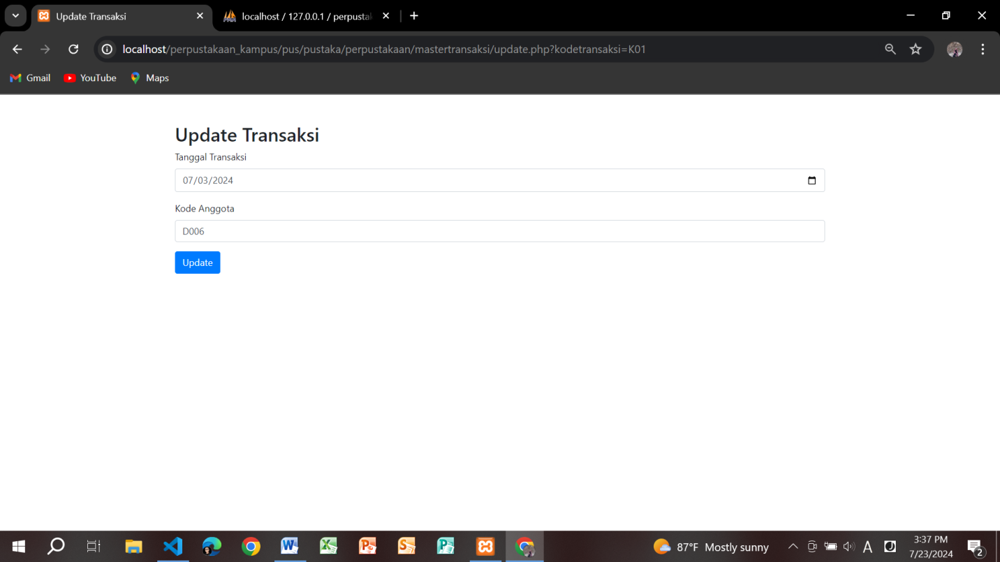 Update Transaksi
localhost / 127.0.0.1 / perpustak
localhost/perpustakaan_kampus/pus/pustaka/perpustakaan/mastertransaksi/update.php?kodetransaksi=K01
Gmail YouTube Maps
Update Transaksi
Tanggal Transaksi
07/03/2024
Kode Anggota
D006
Update
87°F Mostly sunny
A
3:37 PM
7/23/2024
2